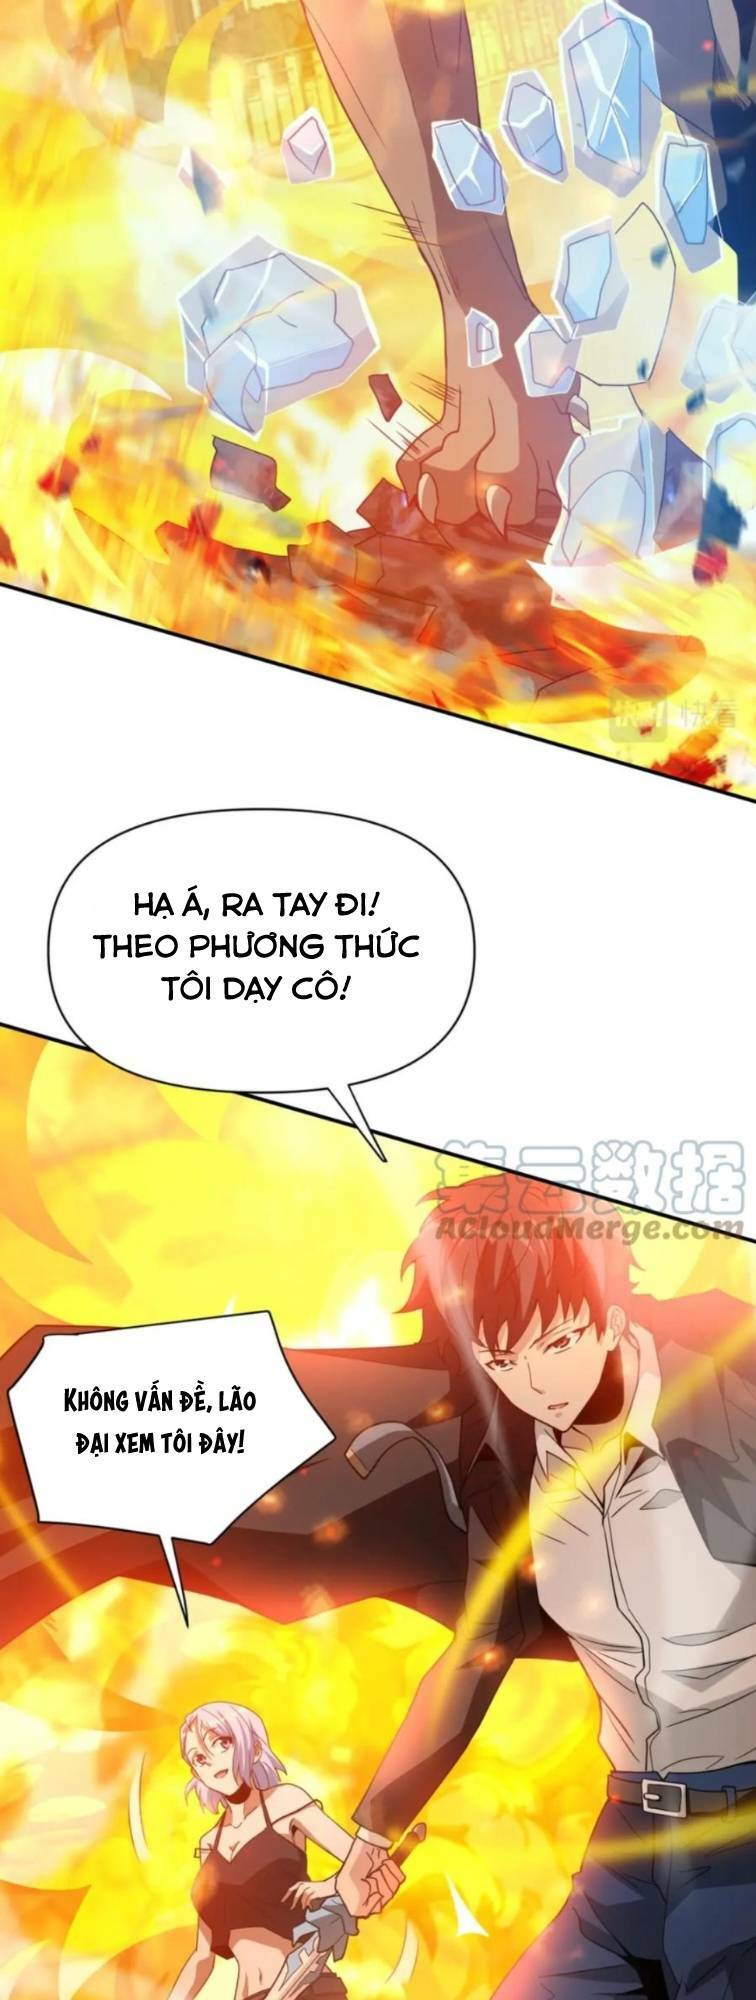 快看
HẠ Á, RA TAY ĐI!
THEO PHƯƠNG THỨC
TÔI DẠY CÔ!
集云数据
ACloudMerge.com
KHÔNG VẤN ĐỀ, LÃO
ĐẠI XEM TÔI ĐÂY!